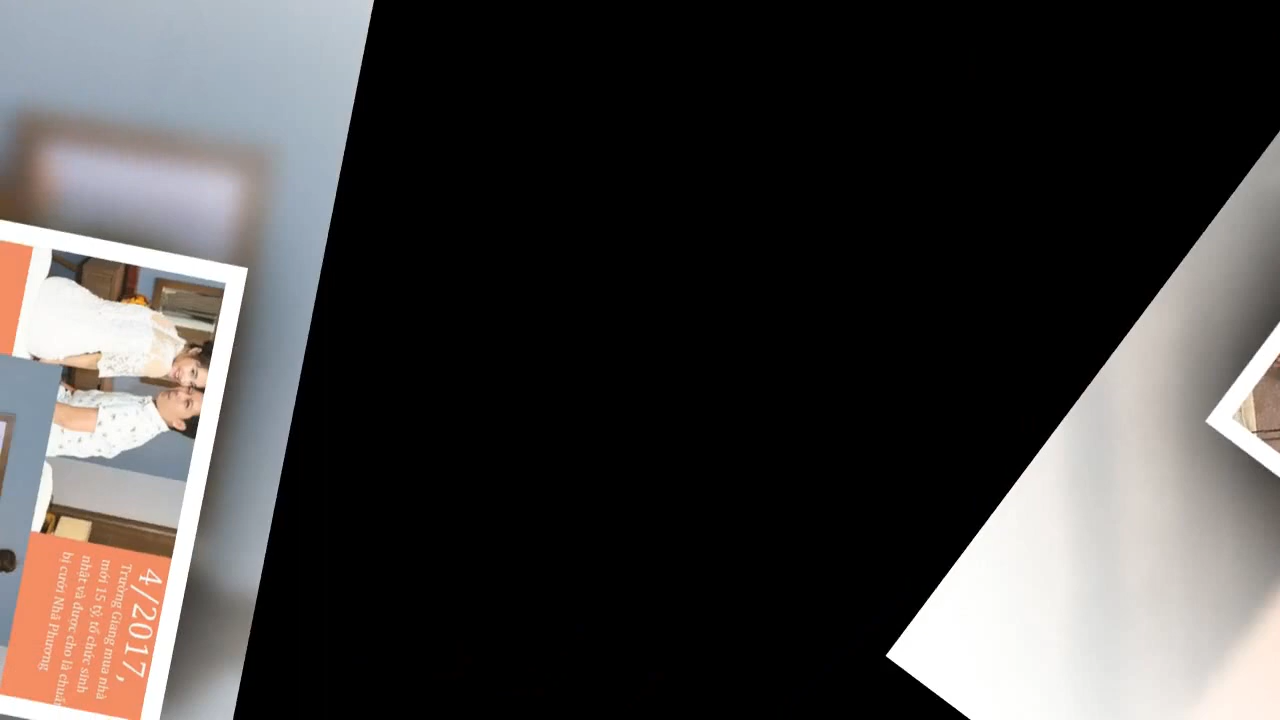 4/2017,
Trường Giang mua nhà
mới 15 tỷ, tổ chức sinh
nhật và được cho là chuẩn
bị cưới Nhã Phương